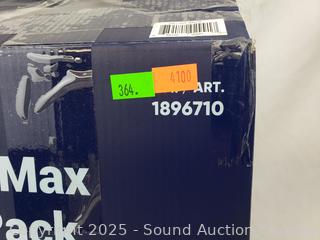 364.
4100
ART.
1896710
Max
Pack
Copyright 2025 - Sound Auction